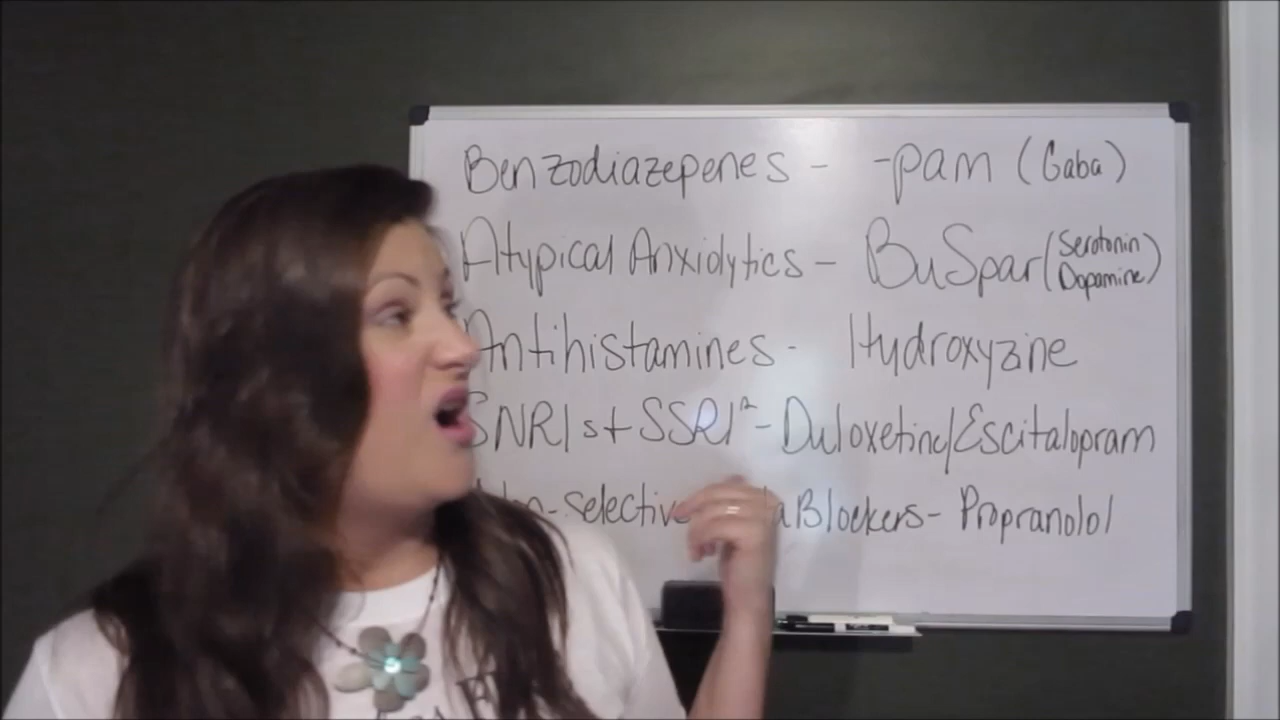 Benzodiazepenes - -pam (Gaba)
Atypical Anxiolytics - BuSpar (Serotonin Dopamine)
Antihistamines - Hydroxyzine
SNRIs + SSRIs - Duloxetine/Escitalopram
-selective Blockers - Propranolol